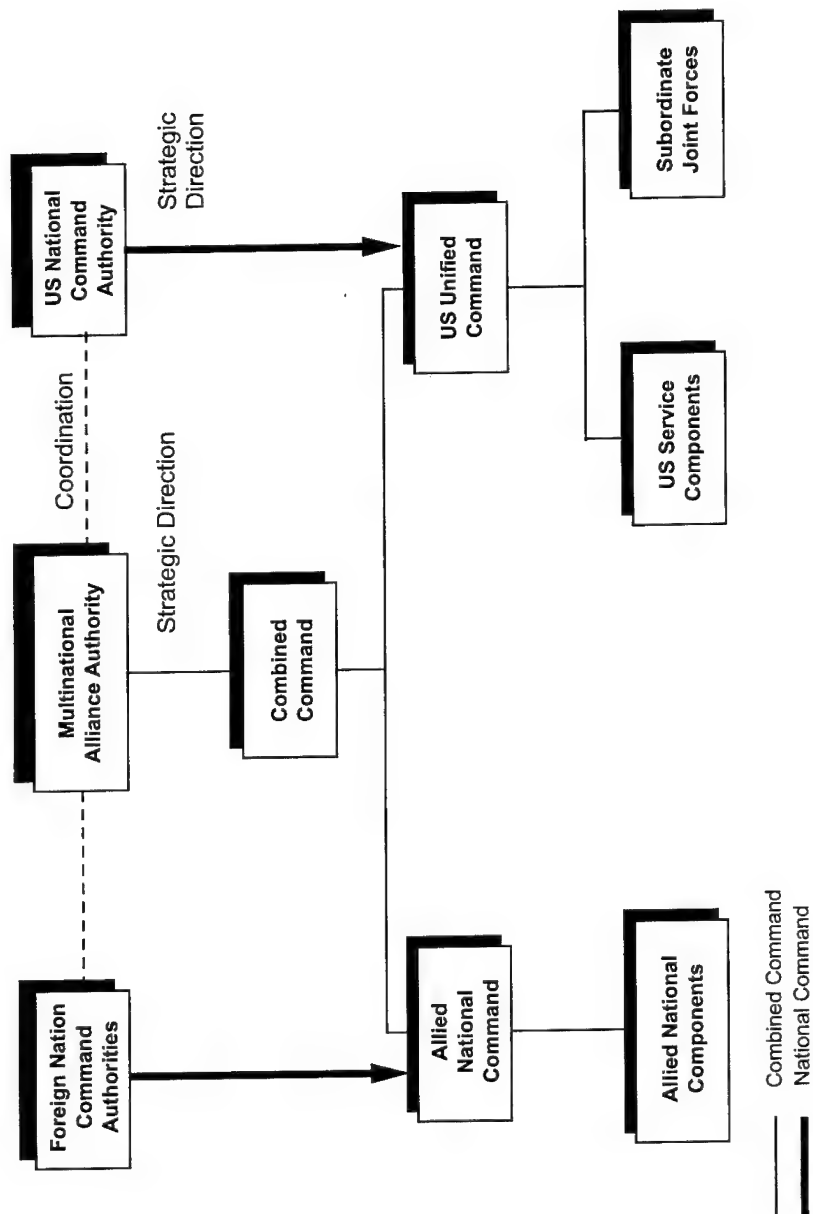 Foreign Nation
Command
Authorities
Multinational
Alliance Authority
Coordination
US National
Command
Authority
Strategic Direction
Strategic
Direction
Combined
Command
Allied
National
Command
US Unified
Command
Allied National
Components
US Service
Components
Subordinate
Joint Forces
Combined Command
National Command